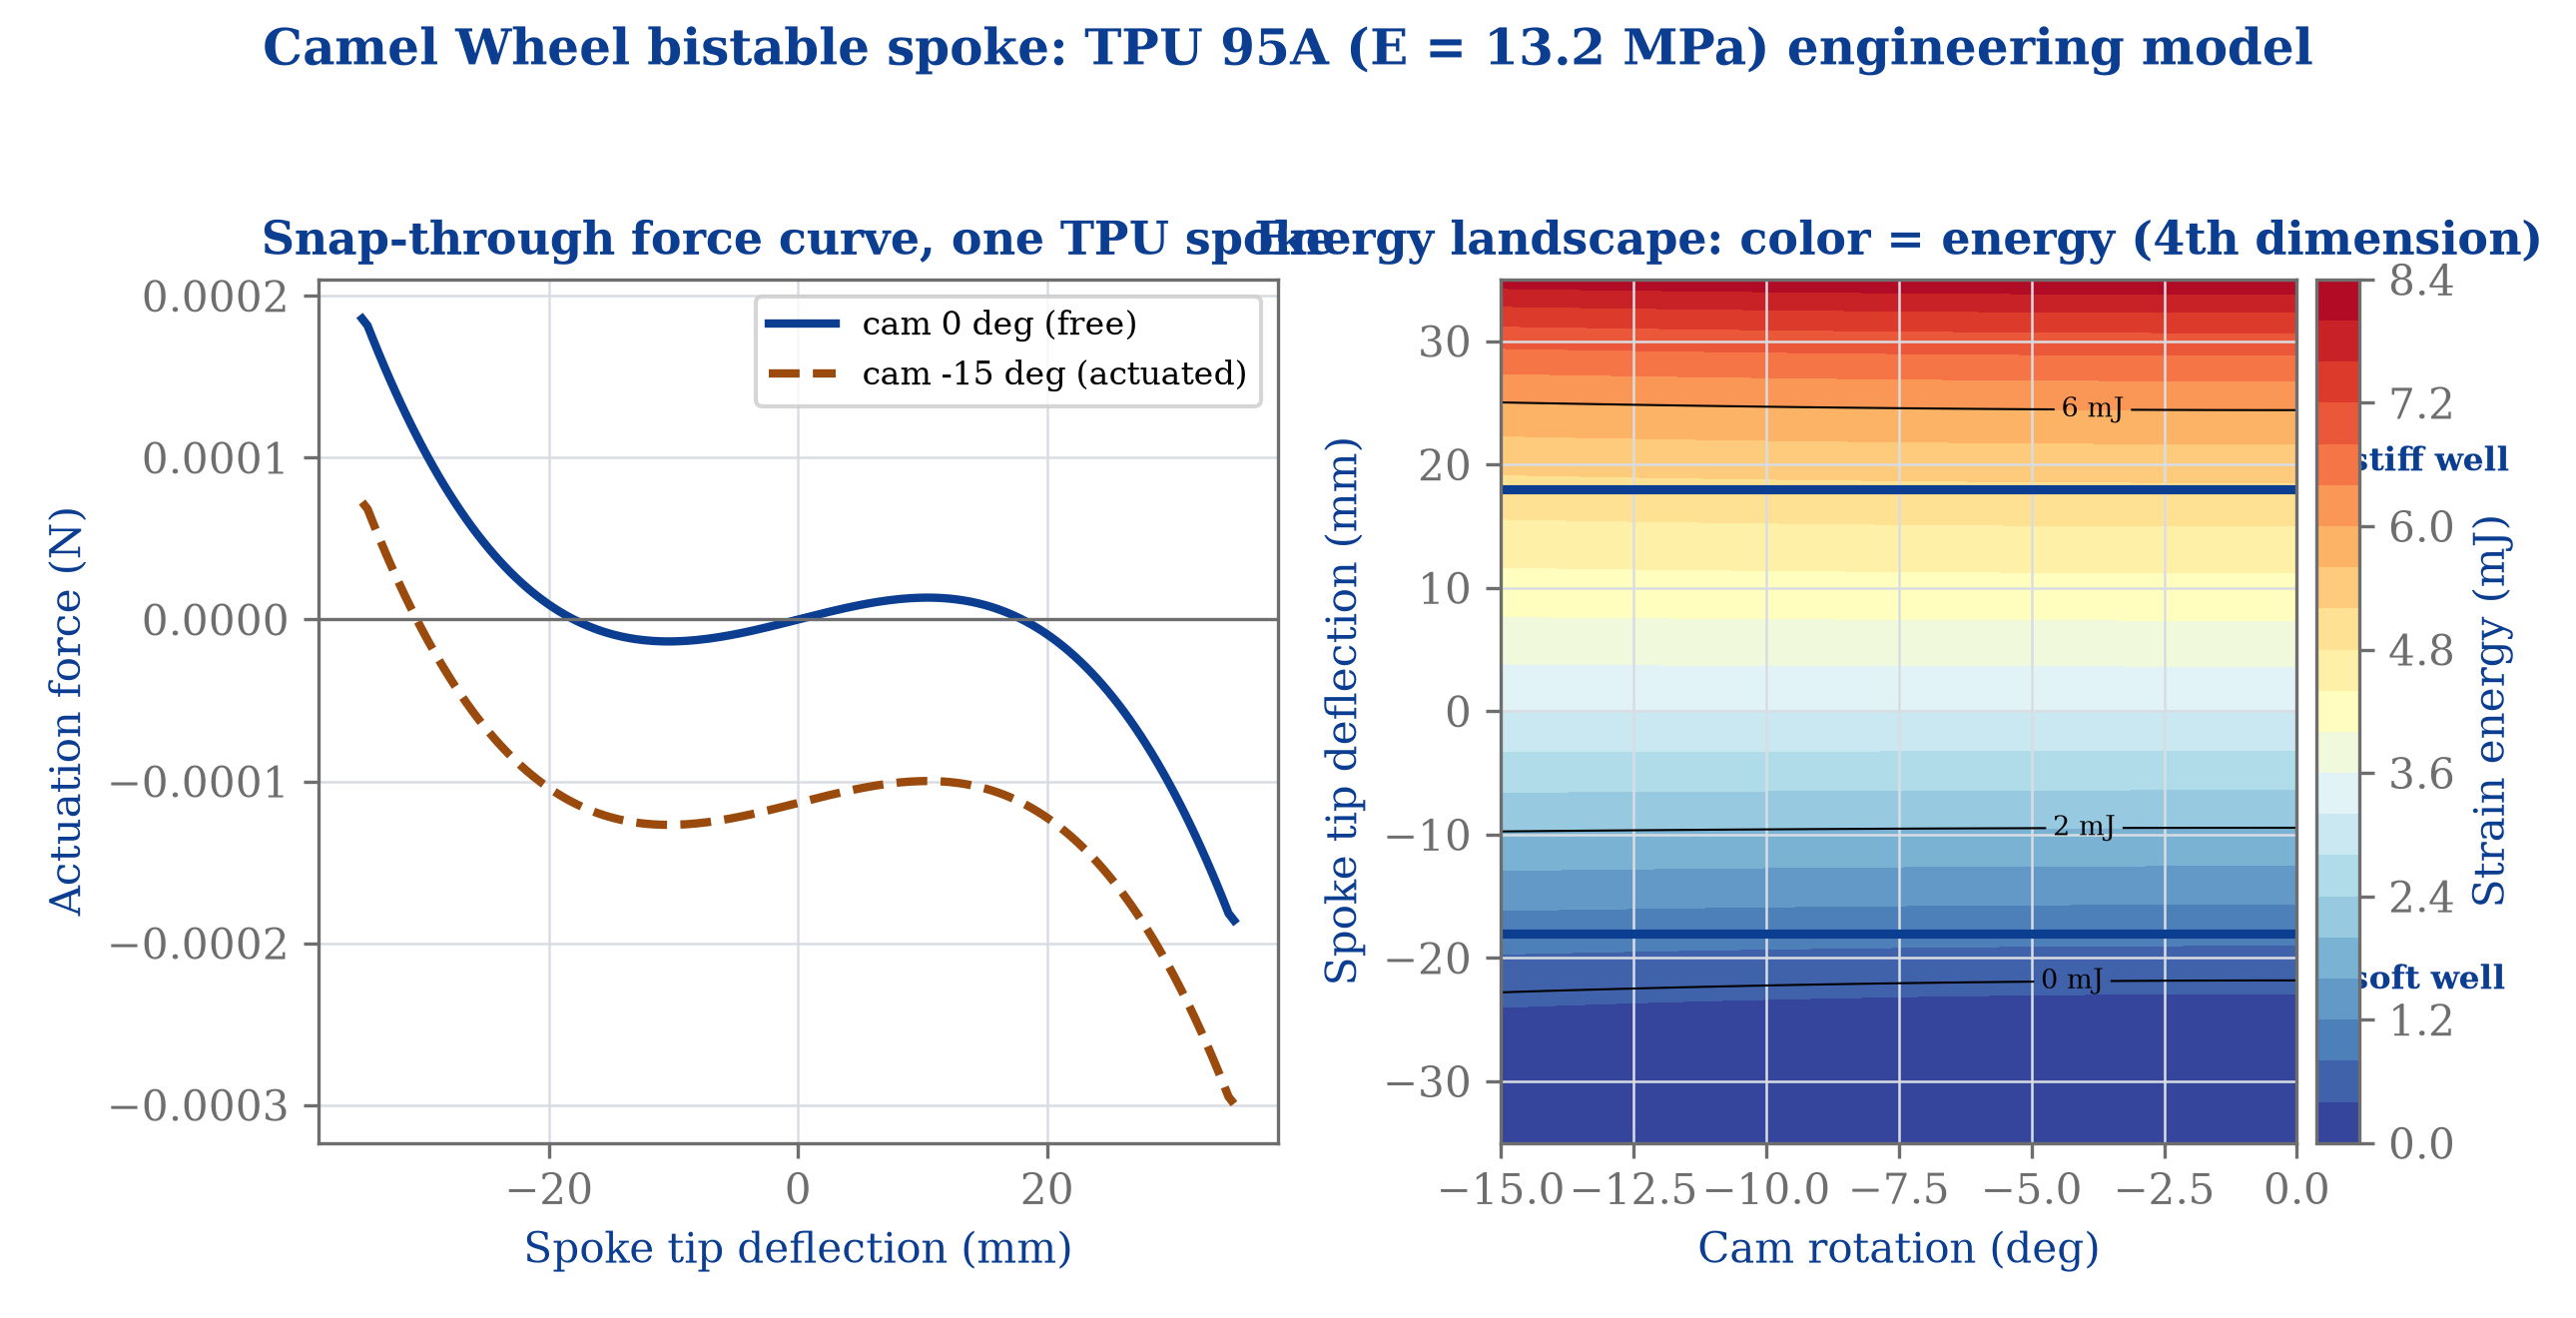 Camel Wheel bistable spoke: TPU 95A (E = 13.2 MPa) engineering model
Snap-through force curve, one TPU spoke
Energy landscape: color = energy (4th dimension)
cam 0 deg (free)
cam -15 deg (actuated)
Actuation force (N)
0.0002
0.0001
0.0000
−0.0001
−0.0002
−0.0003
−20
0
20
Spoke tip deflection (mm)
Spoke tip deflection (mm)
30
20
10
0
−10
−20
−30
6 mJ
2 mJ
0 mJ
−15.0
−12.5
−10.0
−7.5
−5.0
−2.5
0.0
Cam rotation (deg)
stiff well
soft well
8.4
7.2
6.0
4.8
3.6
2.4
1.2
0.0
Strain energy (mJ)